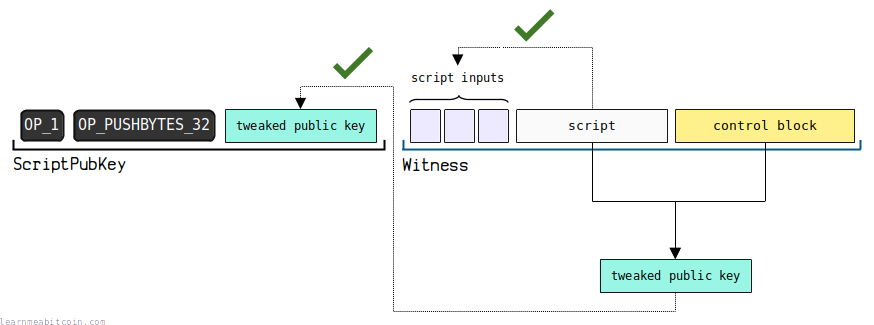 script inputs
OP_1 OP_PUSHBYTES_32 tweaked public key script control block
ScriptPubKey Witness
tweaked public key
learnmeabitcoin.com